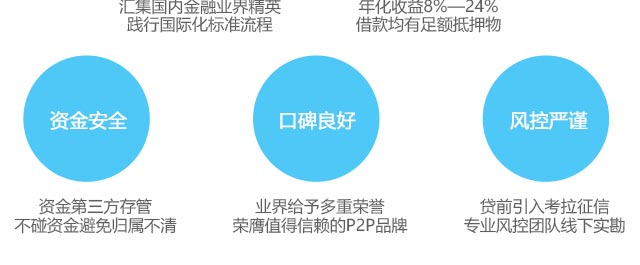 汇集国内金融业界精英
践行国际化标准流程
年化收益8%—24%
借款均有足额抵押物
资金安全
口碑良好
风控严谨
资金第三方存管
不碰资金避免归属不清
业界给予多重荣誉
荣膺值得信赖的P2P品牌
贷前引入考拉征信
专业风控团队线下实勘